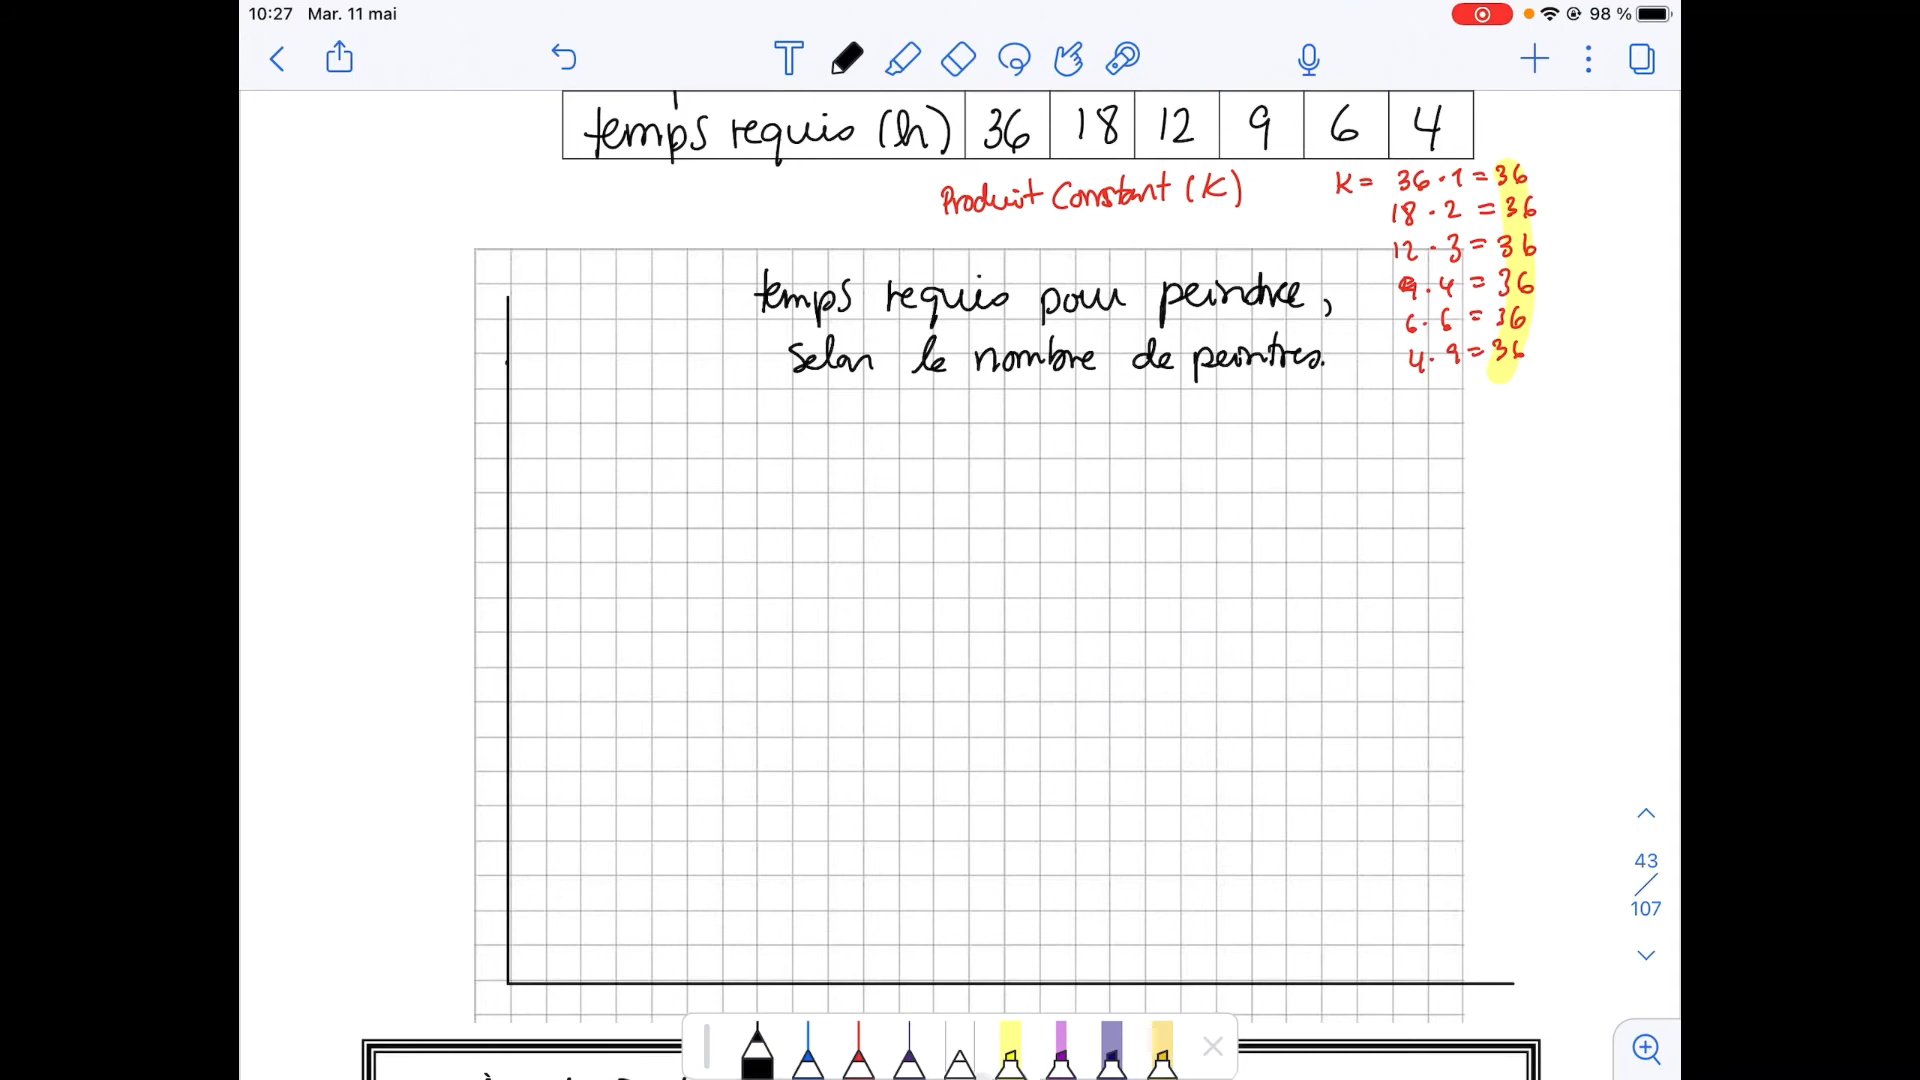 10:27 Mar. 11 mai 98 %
temps requis (h) 36 18 12 9 6 4
Produit Constant (K)
K = 36 · 1 = 36
18 · 2 = 36
12 · 3 = 36
9 · 4 = 36
6 · 6 = 36
4 · 9 = 36
temps requis pour peindre,
selon le nombre de peintres.
43
107